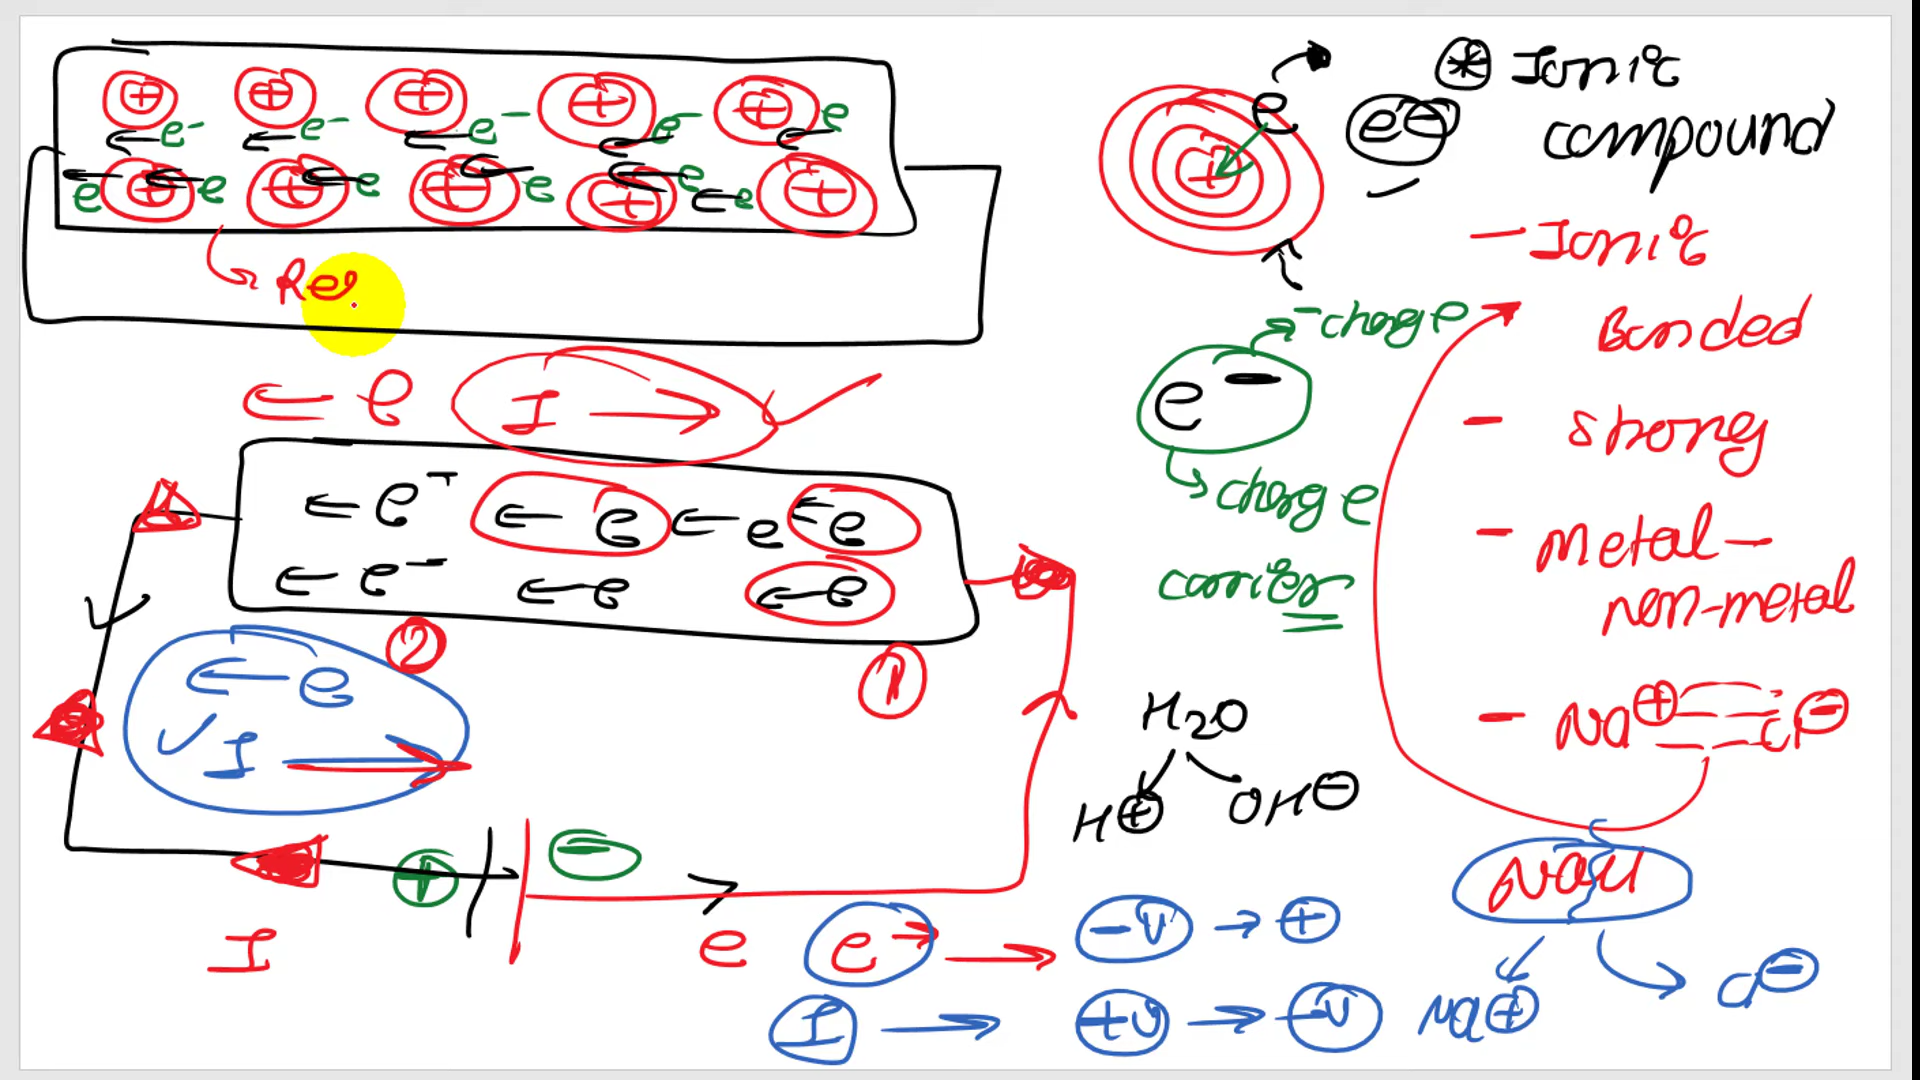 + + + + +
e- e- e- e- e
e + e + e + e + e + e
Re
← e I →
← e- ← e ← e ← e
← e- ← e ← e
2
1
← e
I →
+ -
I
e e → → -v → +
I → +v → -v
+ e
e-
- charge
e-
charge
carrier
H2O
H+ OH-
* Ionic
compound
- Ionic
Bonded
- strong
- metal-
non-metal
- Na+ Cl-
NaCl
Na+ Cl-